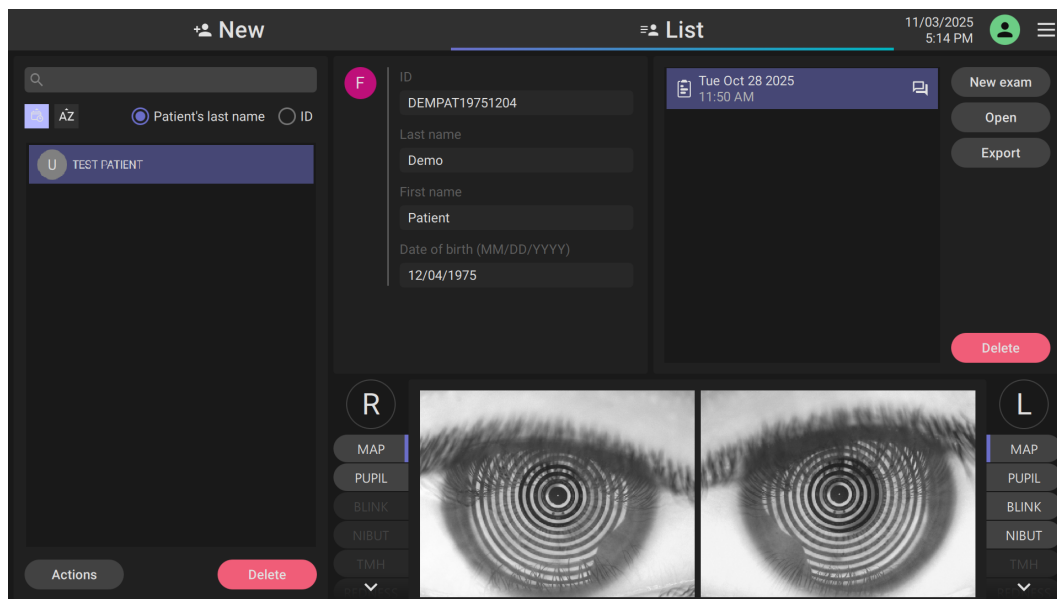 New
List
11/03/2025
5:14 PM
AZ
Patient's last name
ID
U
TEST PATIENT
Actions
Delete
F
ID
DEMPAT19751204
Last name
Demo
First name
Patient
Date of birth (MM/DD/YYYY)
12/04/1975
Tue Oct 28 2025
11:50 AM
New exam
Open
Export
Delete
R
MAP
PUPIL
BLINK
NIBUT
TMH
L
MAP
PUPIL
BLINK
NIBUT
TMH